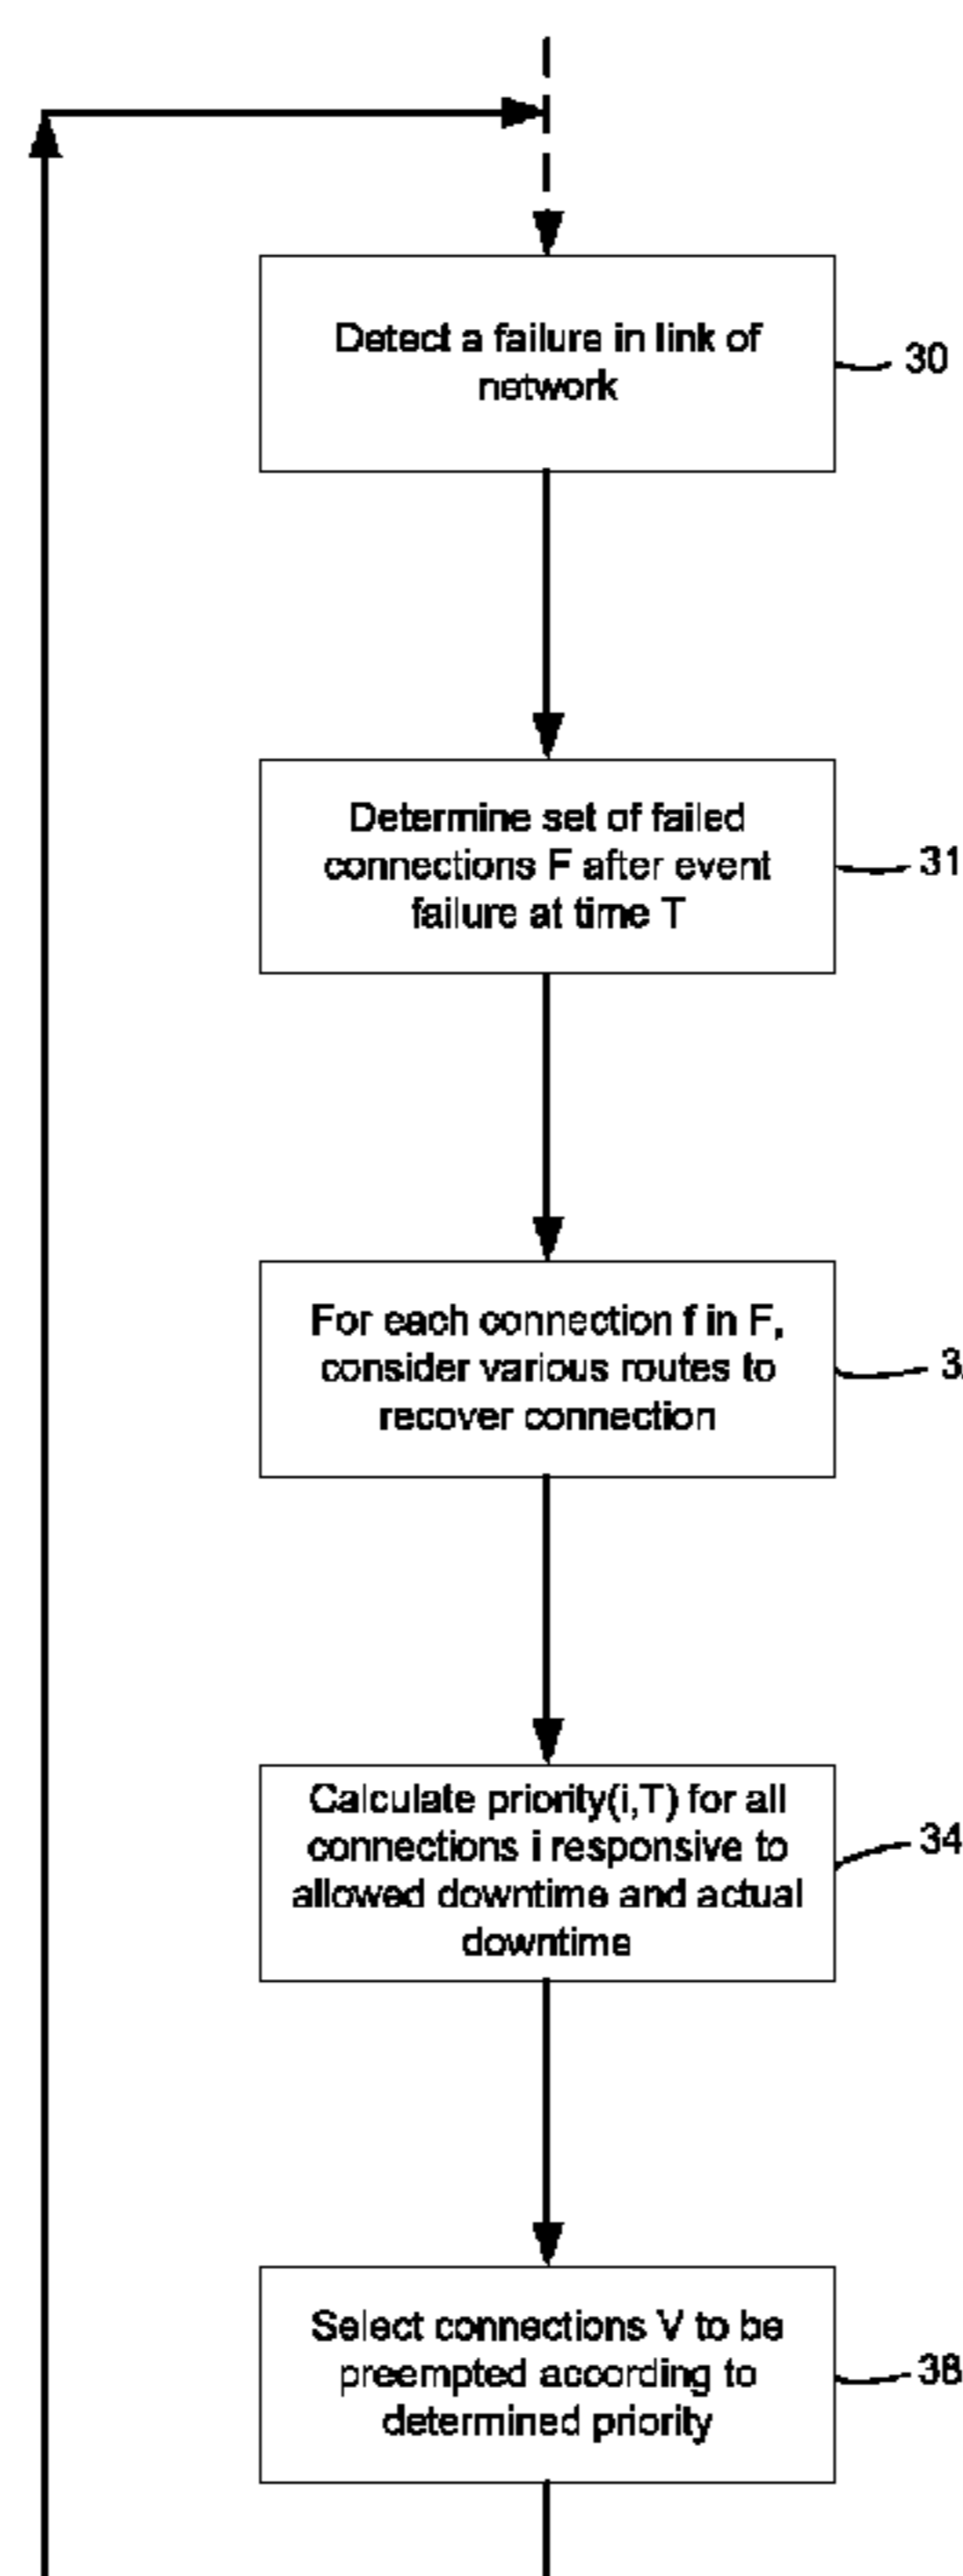 Detect a failure in link of
network
30
Determine set of failed
connections F after event
failure at time T
31
For each connection f in F,
consider various routes to
recover connection
Calculate priority(i,T) for all
connections i responsive to
allowed downtime and actual
downtime
34
Select connections V to be
preempted according to
determined priority
38